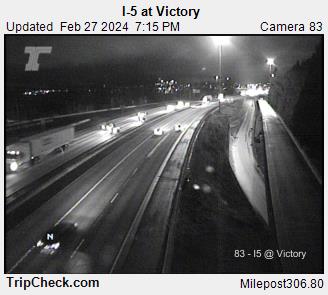 I-5 at Victory
Updated  Feb 27 2024  7:15 PM
Camera 83
T
N
83 - I5 @ Victory
TripCheck.com
Milepost306.80